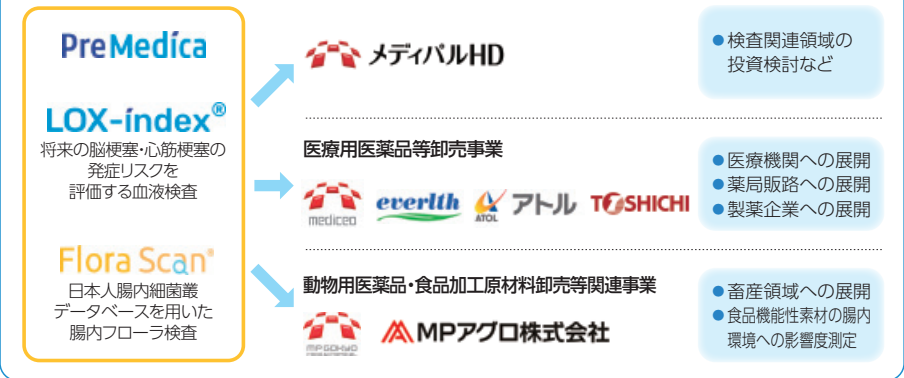 PreMedica
LOX-index®
将来の脳梗塞・心筋梗塞の
発症リスクを
評価する血液検査
Flora Scan®
日本人腸内細菌叢
データベースを用いた
腸内フローラ検査
メディパルHD
● 検査関連領域の
投資検討など
医療用医薬品等卸売事業
mediceo
everlth
ATOL
アトル
TOSHICHI
● 医療機関への展開
● 薬局販路への展開
● 製薬企業への展開
動物用医薬品・食品加工原材料卸売等関連事業
MP GOKYO
MPアグロ株式会社
● 畜産領域への展開
● 食品機能性素材の腸内
環境への影響度測定